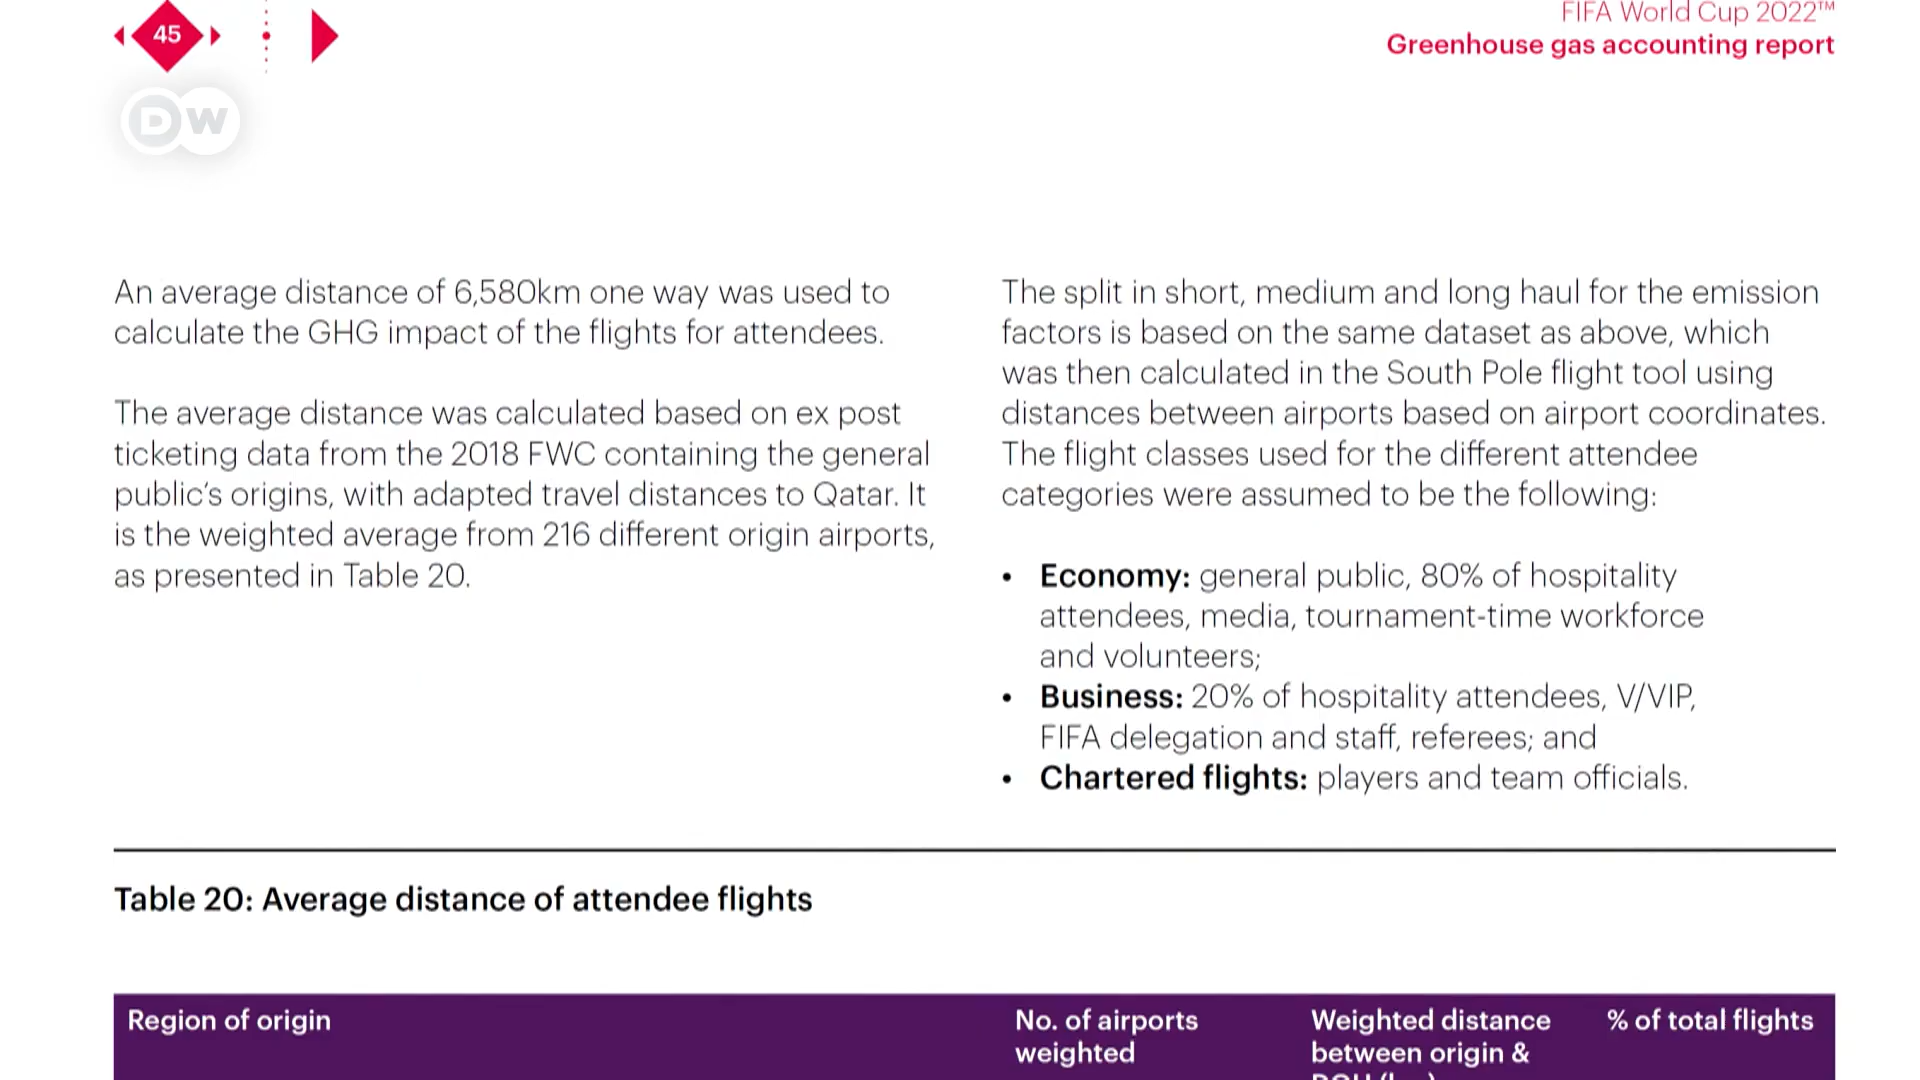 45
FIFA World Cup 2022™
Greenhouse gas accounting report
DW
An average distance of 6,580km one way was used to
calculate the GHG impact of the flights for attendees.
The average distance was calculated based on ex post
ticketing data from the 2018 FWC containing the general
public's origins, with adapted travel distances to Qatar. It
is the weighted average from 216 different origin airports,
as presented in Table 20.
The split in short, medium and long haul for the emission
factors is based on the same dataset as above, which
was then calculated in the South Pole flight tool using
distances between airports based on airport coordinates.
The flight classes used for the different attendee
categories were assumed to be the following:
• Economy: general public, 80% of hospitality
attendees, media, tournament-time workforce
and volunteers;
• Business: 20% of hospitality attendees, V/VIP,
FIFA delegation and staff, referees; and
• Chartered flights: players and team officials.
Table 20: Average distance of attendee flights
Region of origin
No. of airports
weighted
Weighted distance
between origin &
% of total flights